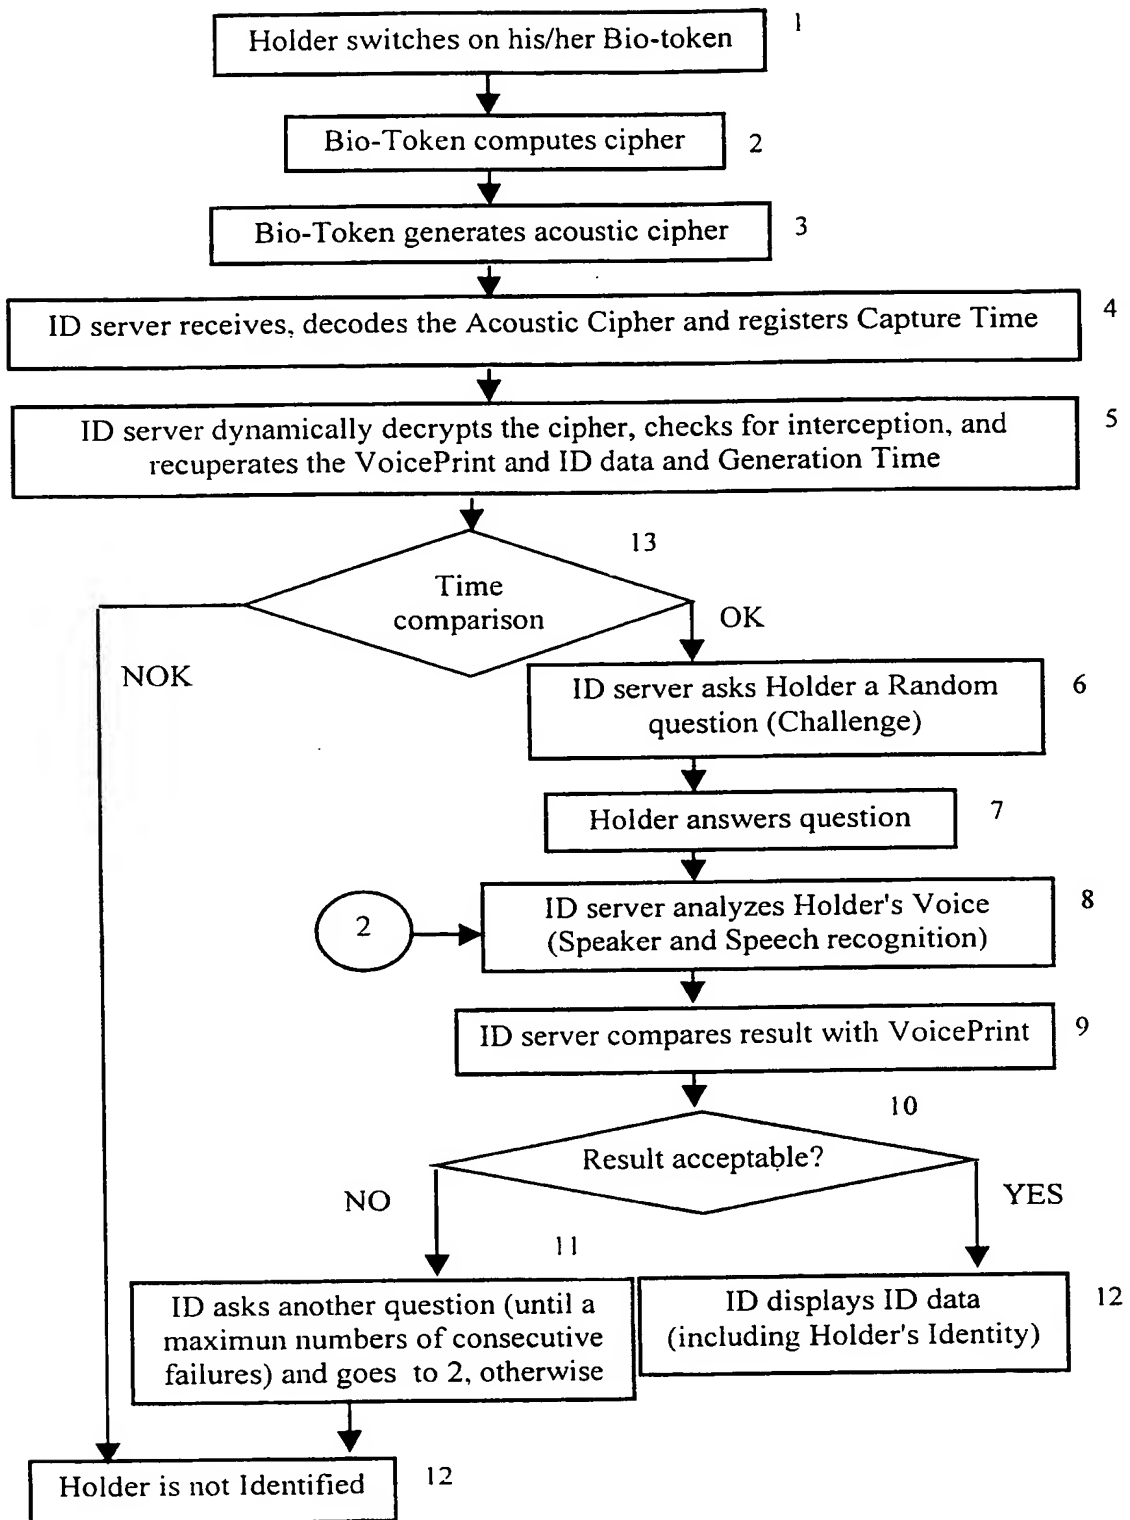 Holder switches on his/her Bio-token
1
Bio-Token computes cipher
2
Bio-Token generates acoustic cipher
3
ID server receives, decodes the Acoustic Cipher and registers Capture Time
4
ID server dynamically decrypts the cipher, checks for interception, and
recuperates the VoicePrint and ID data and Generation Time
5
13
Time
comparison
NOK
OK
ID server asks Holder a Random
question (Challenge)
6
Holder answers question
7
2
ID server analyzes Holder's Voice
(Speaker and Speech recognition)
8
ID server compares result with VoicePrint
9
10
Result acceptable?
NO
YES
11
ID asks another question (until a
maximun numbers of consecutive
failures) and goes to 2, otherwise
ID displays ID data
(including Holder's Identity)
12
Holder is not Identified
12